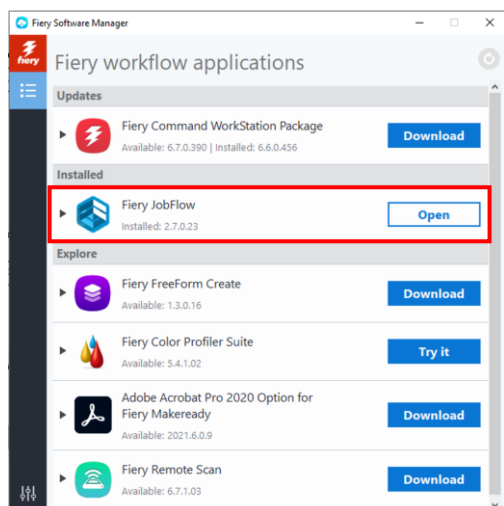 Fiery Software Manager
fiery
Fiery workflow applications
Updates
Fiery Command WorkStation Package
Available: 6.7.0.390 | Installed: 6.6.0.456
Download
Installed
Fiery JobFlow
Installed: 2.7.0.23
Open
Explore
Fiery FreeForm Create
Available: 1.3.0.16
Download
Fiery Color Profiler Suite
Available: 5.4.1.02
Try it
Adobe Acrobat Pro 2020 Option for
Fiery Makeready
Available: 2021.6.0.9
Download
Fiery Remote Scan
Available: 6.7.1.03
Download